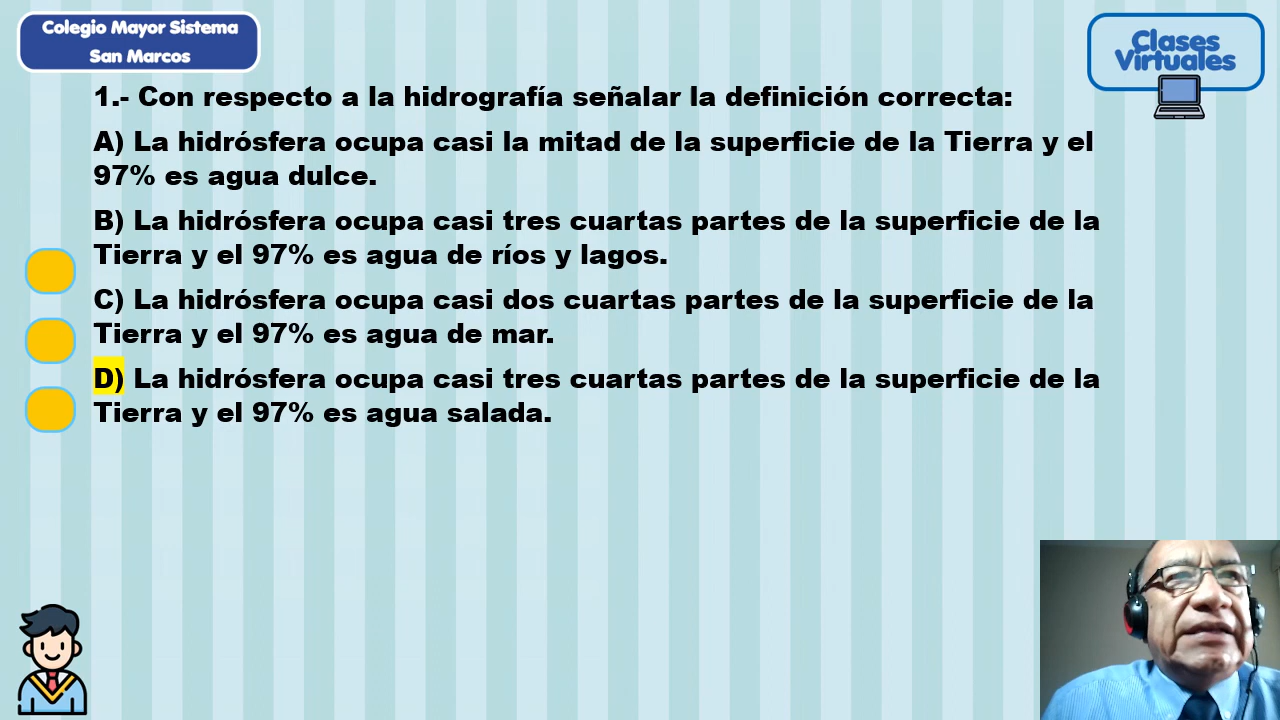 Colegio Mayor Sistema
San Marcos
Clases
Virtuales
1.- Con respecto a la hidrografía señalar la definición correcta:
A) La hidrósfera ocupa casi la mitad de la superficie de la Tierra y el
97% es agua dulce.
B) La hidrósfera ocupa casi tres cuartas partes de la superficie de la
Tierra y el 97% es agua de ríos y lagos.
C) La hidrósfera ocupa casi dos cuartas partes de la superficie de la
Tierra y el 97% es agua de mar.
D) La hidrósfera ocupa casi tres cuartas partes de la superficie de la
Tierra y el 97% es agua salada.